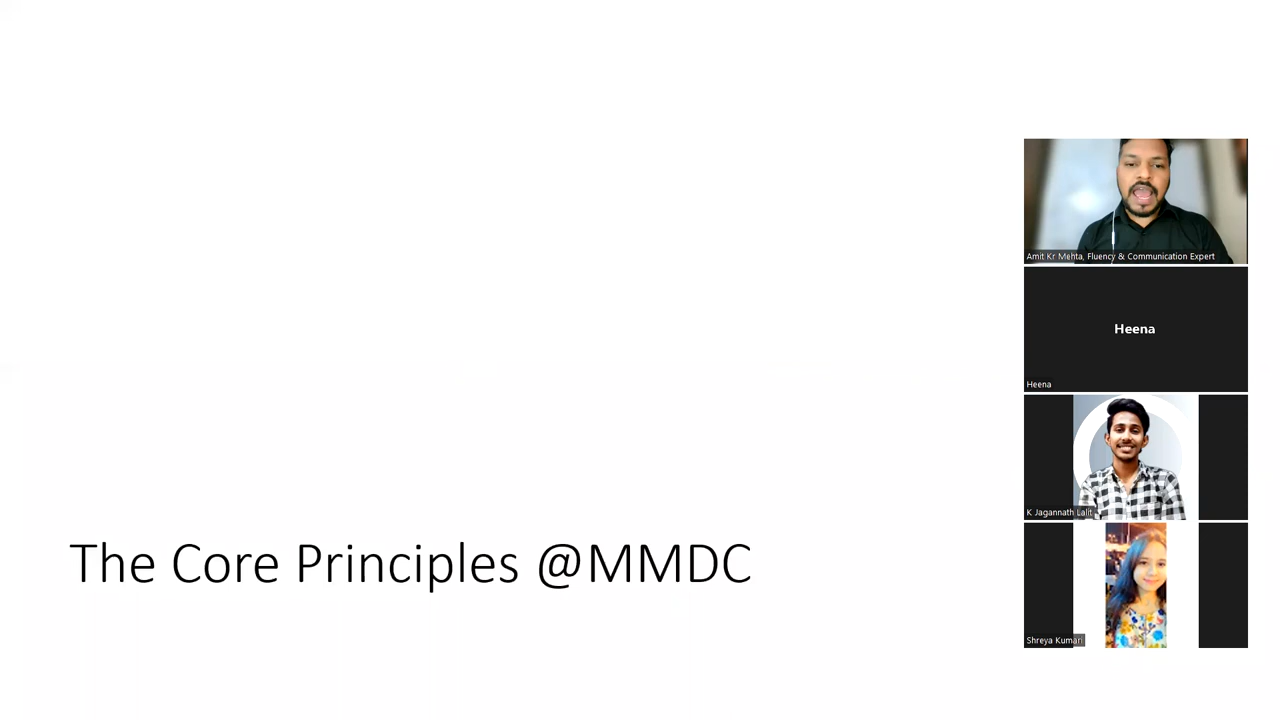 The Core Principles @MMDC
Amit Kr Mehta, Fluency & Communication Expert
Heena
Heena
K Jagannath Lalit
Shreya Kumari